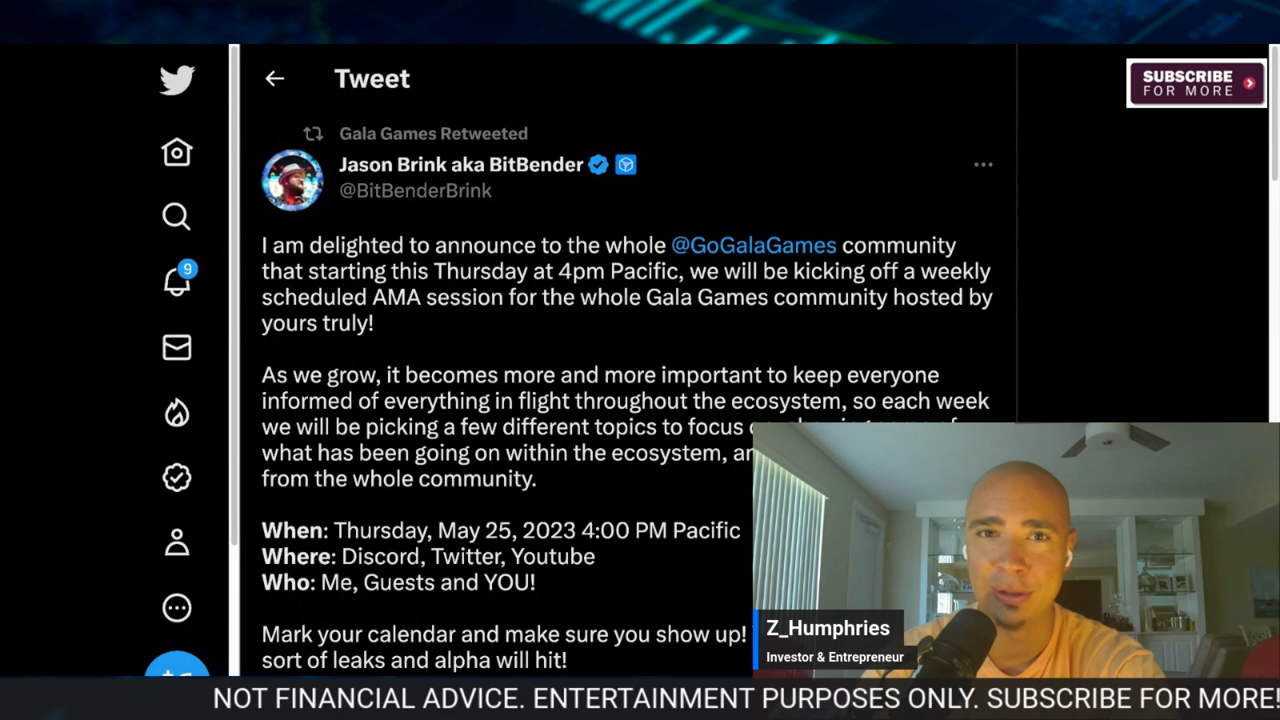 SUBSCRIBE
FOR MORE
Tweet
Gala Games Retweeted
Jason Brink aka BitBender
@BitBenderBrink
9
I am delighted to announce to the whole @GoGalaGames community
that starting this Thursday at 4pm Pacific, we will be kicking off a weekly
scheduled AMA session for the whole Gala Games community hosted by
yours truly!
As we grow, it becomes more and more important to keep everyone
informed of everything in flight throughout the ecosystem, so each week
we will be picking a few different topics to focus
what has been going on within the ecosystem,
from the whole community.
When: Thursday, May 25, 2023 4:00 PM Pacific
Where: Discord, Twitter, Youtube
Who: Me, Guests and YOU!
Mark your calendar and make sure you show up!
sort of leaks and alpha will hit!
Z_Humphries
Investor & Entrepreneur
NOT FINANCIAL ADVICE. ENTERTAINMENT PURPOSES ONLY. SUBSCRIBE FOR MORE!